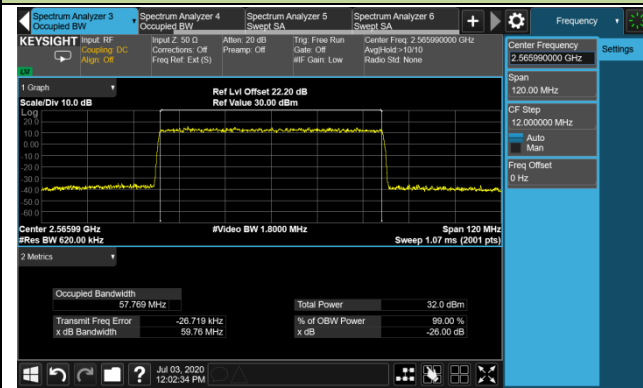 Spectrum Analyzer 3 Occupied BW
Spectrum Analyzer 4 Occupied BW
Spectrum Analyzer 5 Swept SA
Spectrum Analyzer 6 Swept SA
+
Frequency
KEYSIGHT
Input: RF
Coupling: DC
Align: Off
Input Z: 50 Ω
Corrections: Off
Freq Ref: Ext (S)
Atten: 20 dB
Preamp: Off
Trig: Free Run
Gate: Off
#IF Gain: Low
Center Freq: 2.565990000 GHz
Avg|Hold:>10/10
Radio Std: None
Center Frequency
2.565990000 GHz
Settings
Span
120.00 MHz
CF Step
12.000000 MHz
Auto
Man
Freq Offset
0 Hz
1 Graph
Scale/Div 10.0 dB
Ref Lvl Offset 22.20 dB
Ref Value 30.00 dBm
Log
20.0
10.0
0.00
-10.0
-20.0
-30.0
-40.0
-50.0
-60.0
Center 2.56599 GHz
#Video BW 1.8000 MHz
Span 120 MHz
#Res BW 620.00 kHz
Sweep 1.07 ms (2001 pts)
2 Metrics
Occupied Bandwidth
57.769 MHz
Total Power 32.0 dBm
Transmit Freq Error -26.719 kHz
% of OBW Power 99.00 %
x dB Bandwidth 59.76 MHz
x dB -26.00 dB
?
Jul 03, 2020
12:02:34 PM